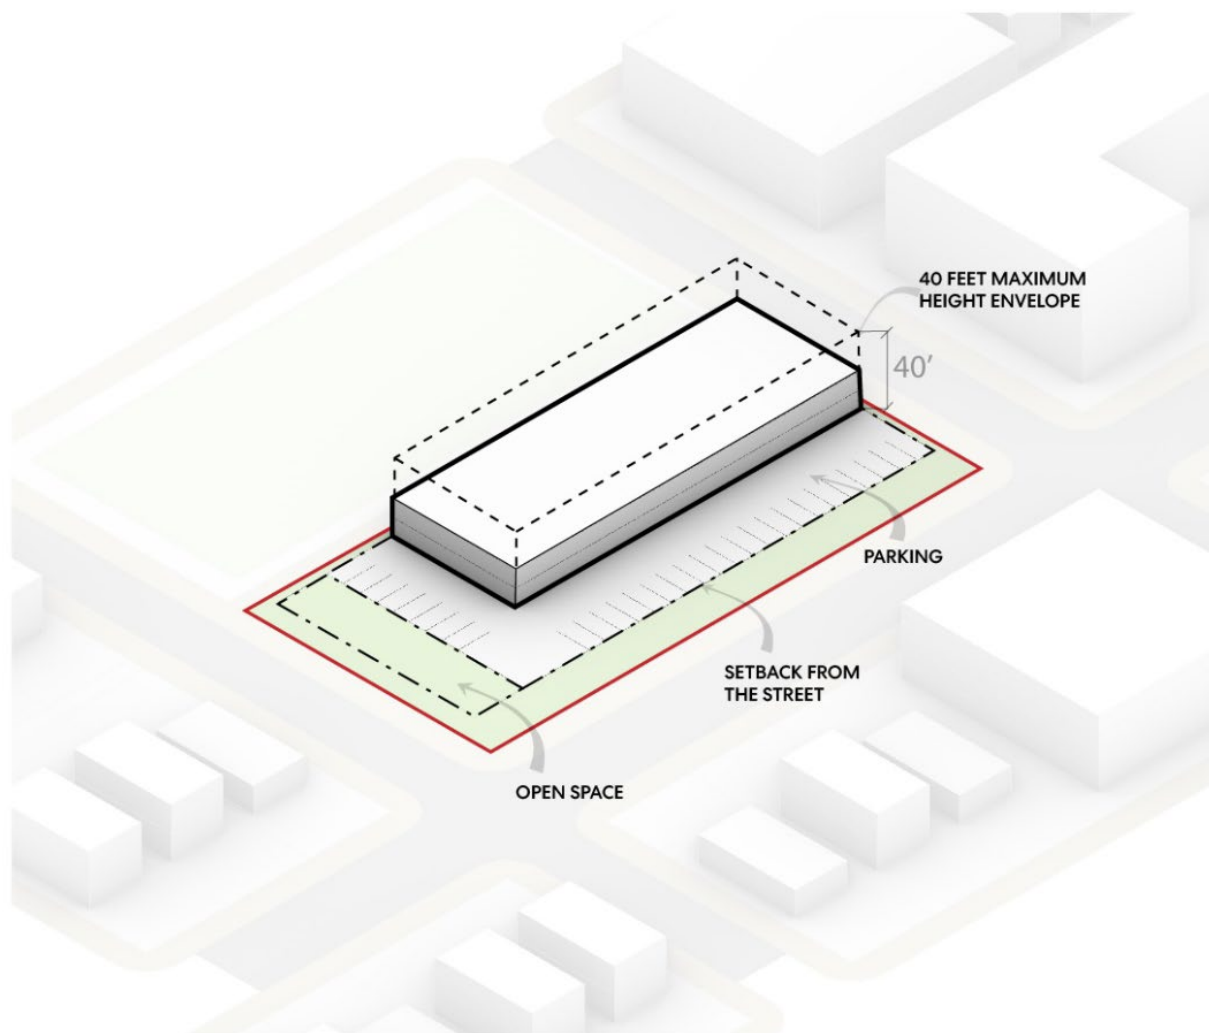 40 FEET MAXIMUM
HEIGHT ENVELOPE
40’
PARKING
SETBACK FROM
THE STREET
OPEN SPACE